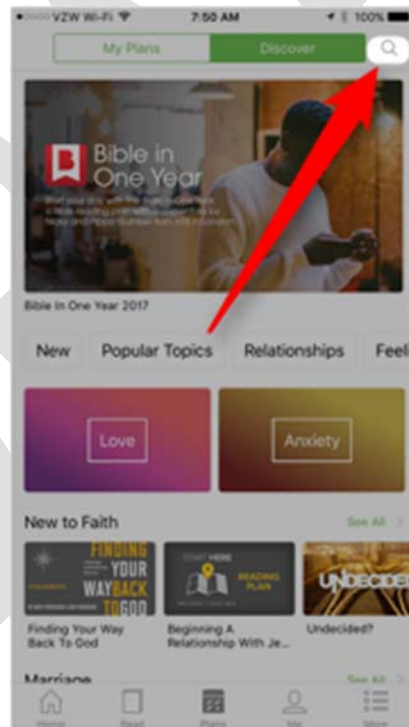 VZW Wi-Fi 7:50 AM 100%
My Plans Discover
Bible in
One Year
Bible In One Year 2017
New Popular Topics Relationships Feeli
Love Anxiety
New to Faith See All >
FINDING
YOUR
WAYBACK
TO GOD
START HERE
READING
PLAN
UNDECIDED
Finding Your Way
Back To God
Beginning A
Relationship With Je...
Undecided?
Marriage See All >
Home Read Plans Me More